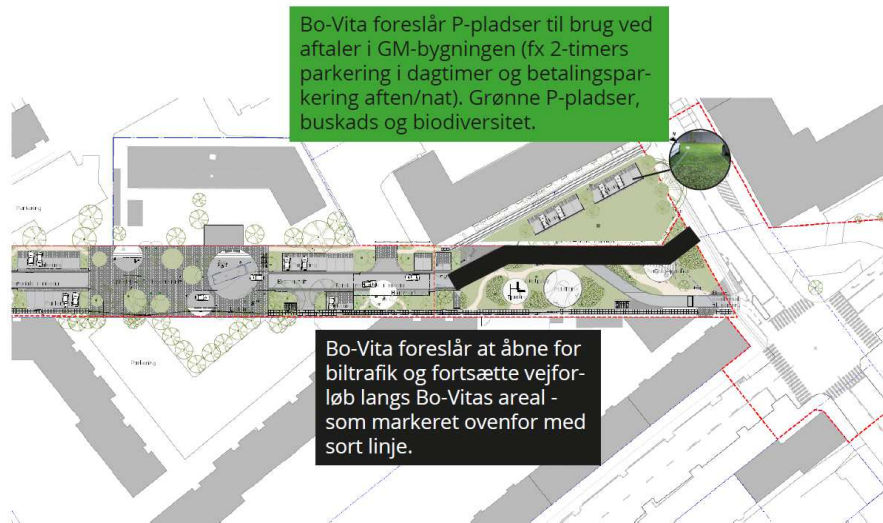 Bo-Vita foreslår P-pladser til brug ved
aftaler i GM-bygningen (fx 2-timers
parkering i dagtimer og betalingspar-
kering aften/nat). Grønne P-pladser,
buskads og biodiversitet.
Parkering
Parkering
Bo-Vita foreslår at åbne for
biltrafik og fortsætte vejfor-
løb langs Bo-Vitas areal -
som markeret ovenfor med
sort linje.